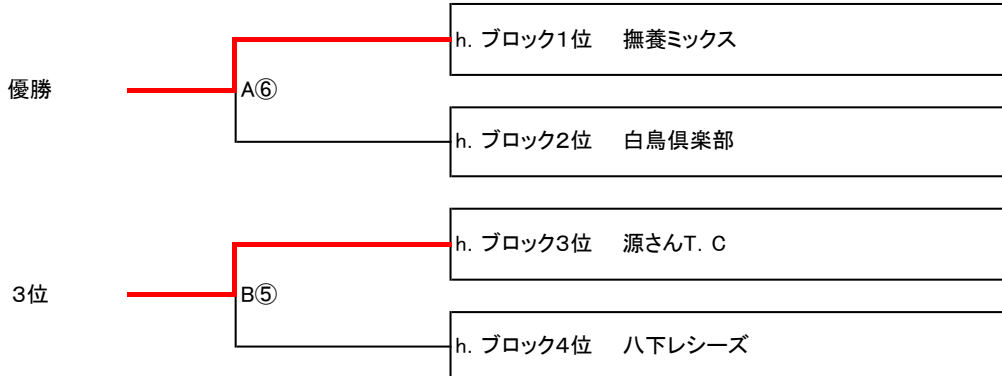 h. ブロック1位 撫養ミックス
優勝
A⑥
h. ブロック2位 白鳥倶楽部
h. ブロック3位 源さんT. C
3位
B⑤
h. ブロック4位 八下レシーズ